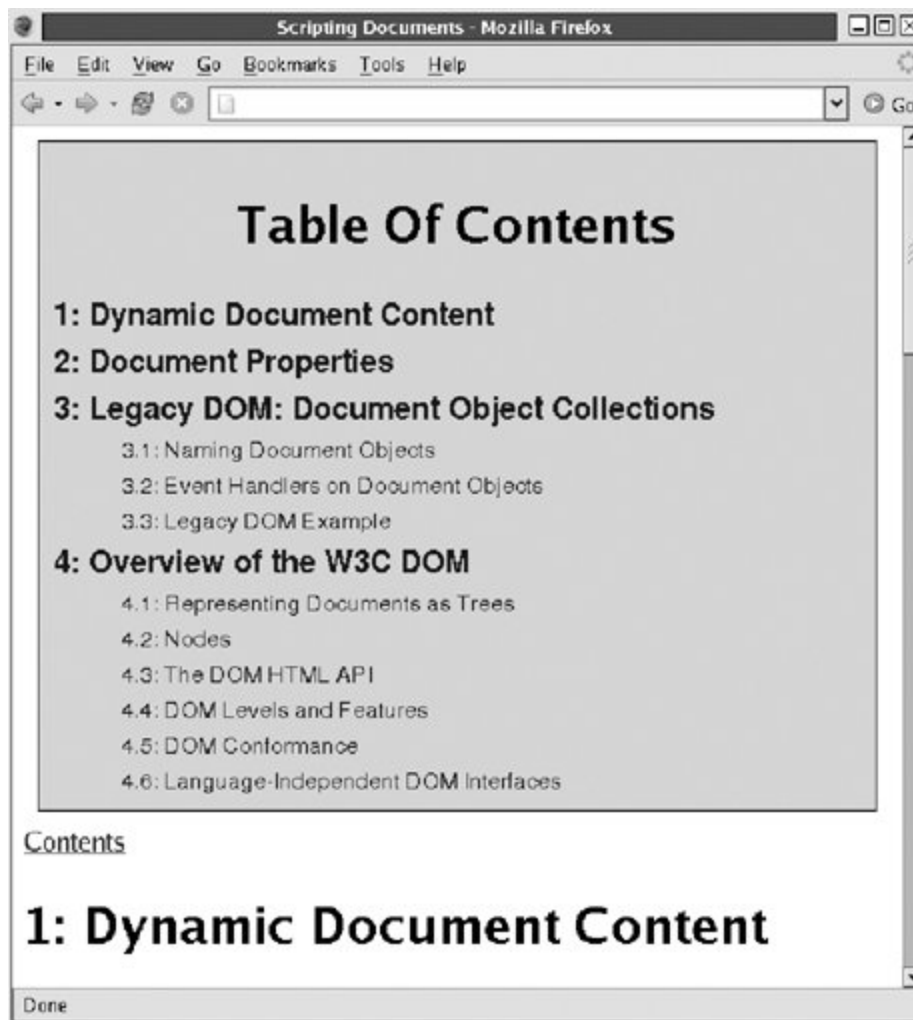 Scripting Documents - Mozilla Firefox
File Edit View Go Bookmarks Tools Help
Go
Table Of Contents
1: Dynamic Document Content
2: Document Properties
3: Legacy DOM: Document Object Collections
3.1: Naming Document Objects
3.2: Event Handlers on Document Objects
3.3: Legacy DOM Example
4: Overview of the W3C DOM
4.1: Representing Documents as Trees
4.2: Nodes
4.3: The DOM HTML API
4.4: DOM Levels and Features
4.5: DOM Conformance
4.6: Language-Independent DOM Interfaces
Contents
1: Dynamic Document Content
Done